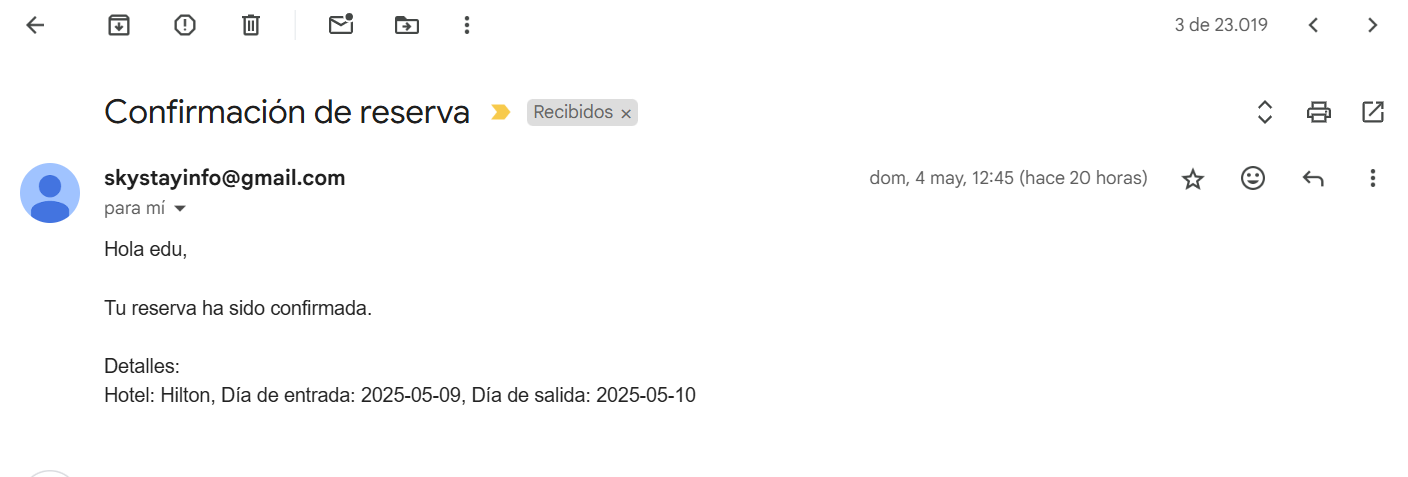 3 de 23.019
Confirmación de reserva Recibidos ×
skystayinfo@gmail.com dom, 4 may, 12:45 (hace 20 horas)
para mí
Hola edu,
Tu reserva ha sido confirmada.
Detalles:
Hotel: Hilton, Día de entrada: 2025-05-09, Día de salida: 2025-05-10